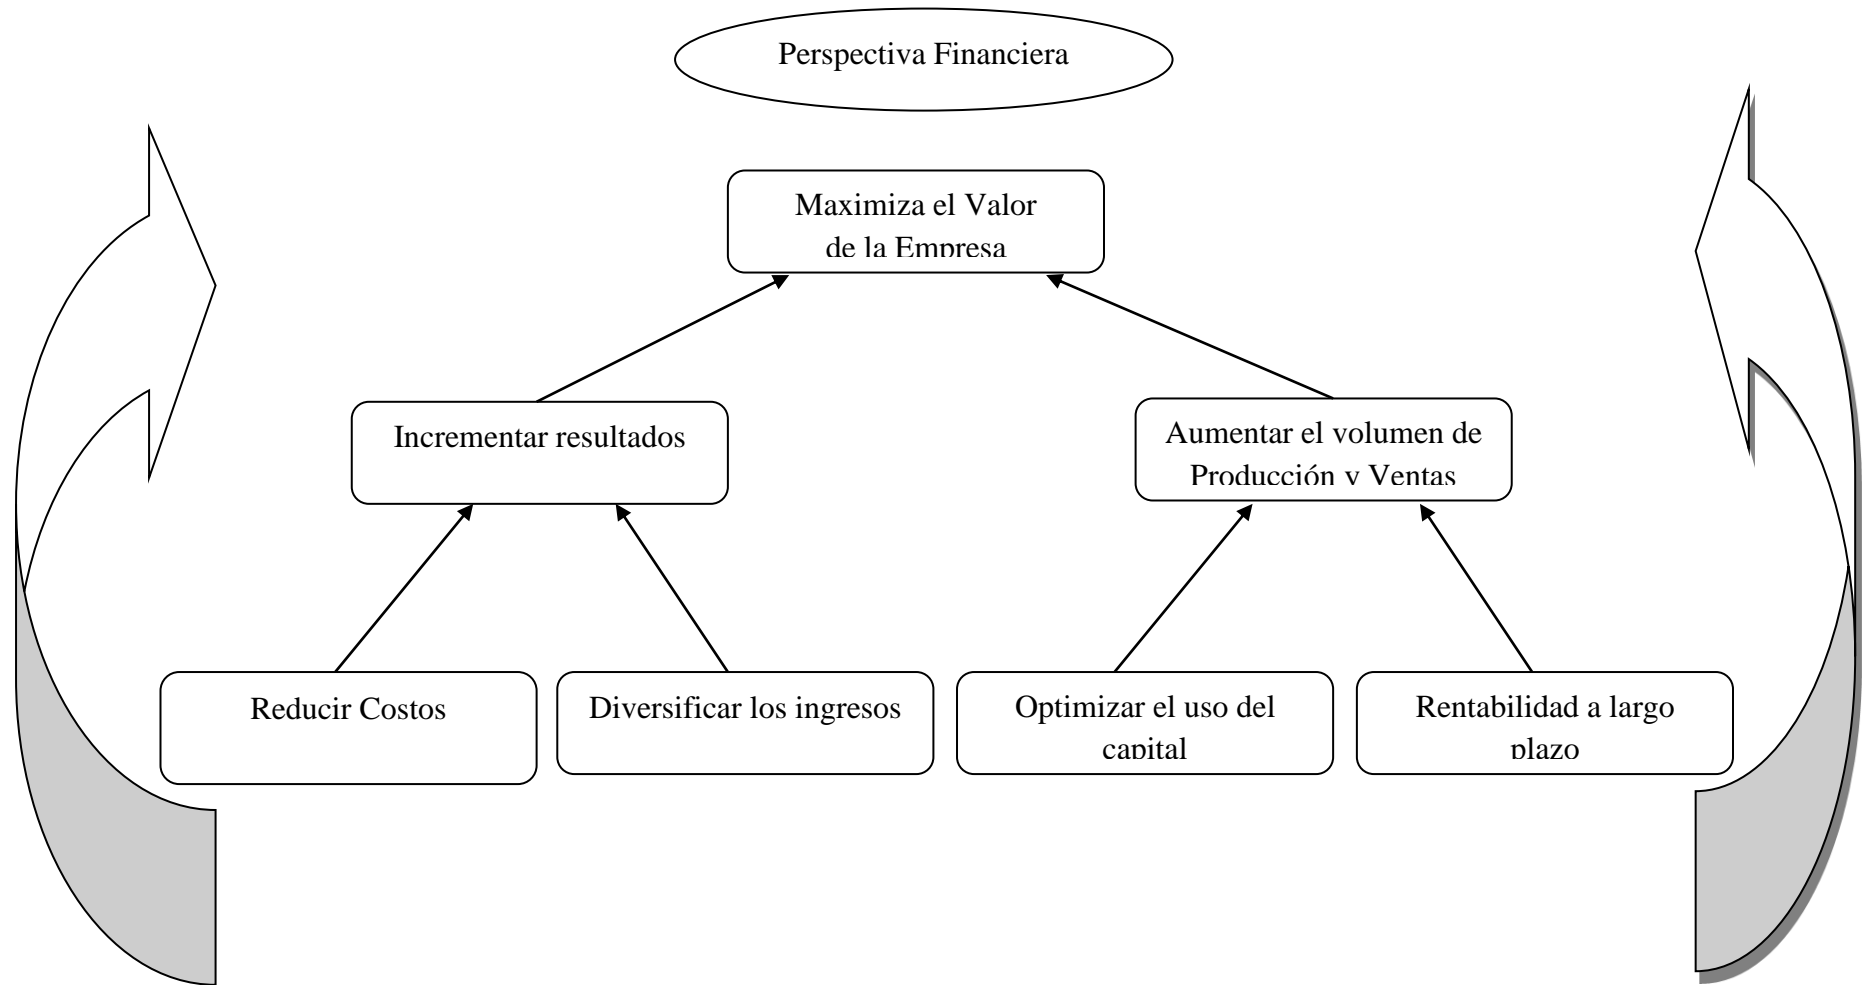 Perspectiva Financiera
Maximiza el Valor
de la Empresa
Incrementar resultados
Aumentar el volumen de
Producción y Ventas
Reducir Costos
Diversificar los ingresos
Optimizar el uso del
capital
Rentabilidad a largo
plazo